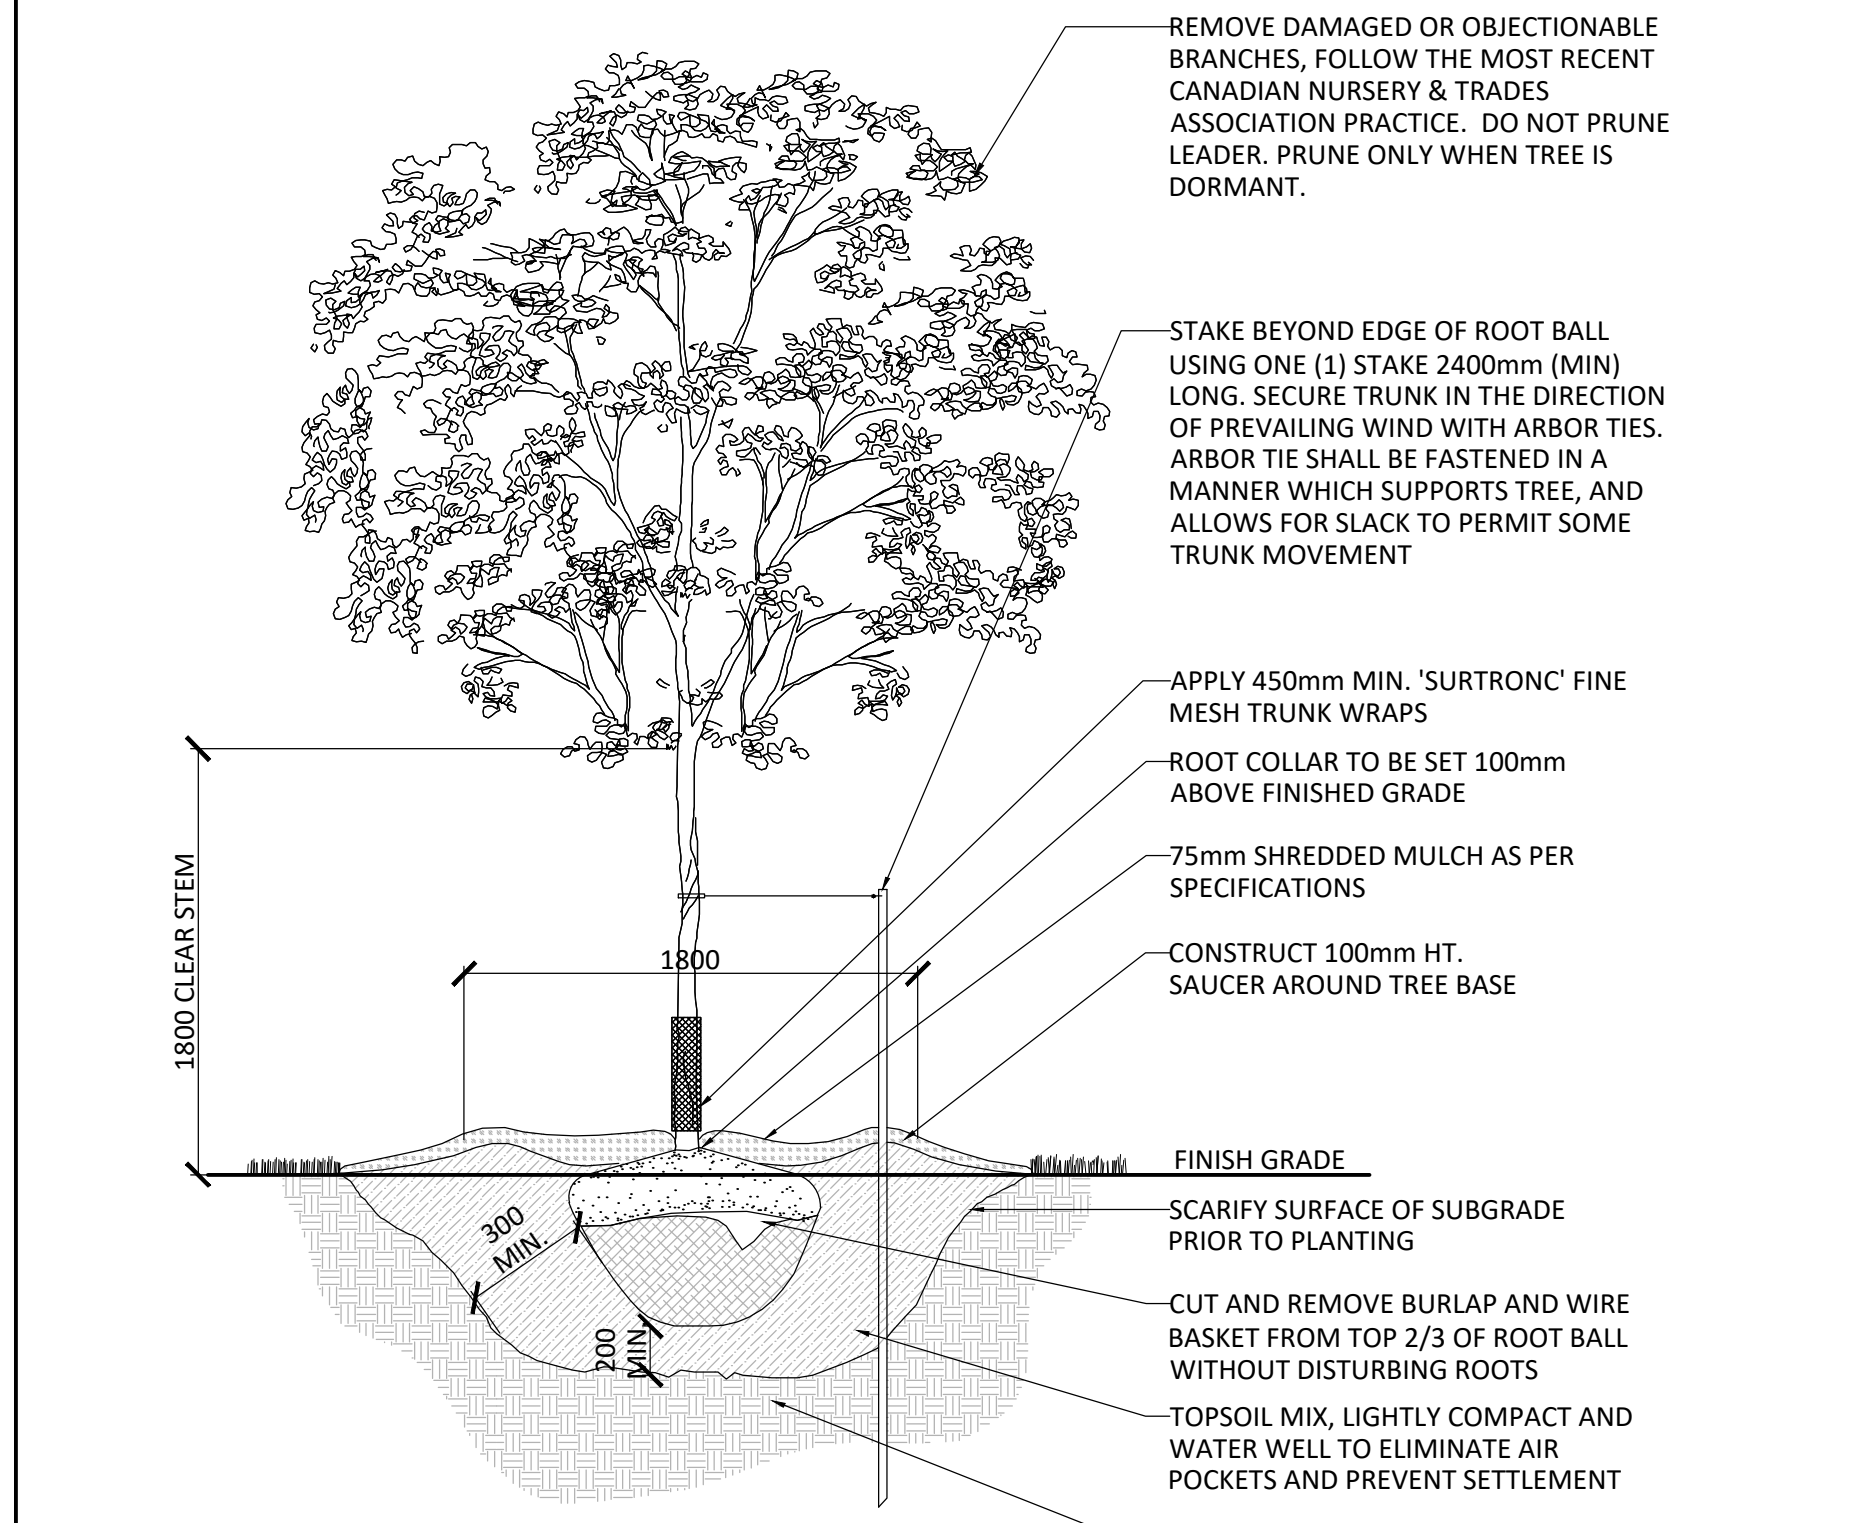 REMOVE DAMAGED OR OBJECTIONABLE
BRANCHES, FOLLOW THE MOST RECENT
CANADIAN NURSERY & TRADES
ASSOCIATION PRACTICE.  DO NOT PRUNE
LEADER. PRUNE ONLY WHEN TREE IS
DORMANT.
STAKE BEYOND EDGE OF ROOT BALL
USING ONE (1) STAKE 2400mm (MIN)
LONG. SECURE TRUNK IN THE DIRECTION
OF PREVAILING WIND WITH ARBOR TIES.
ARBOR TIE SHALL BE FASTENED IN A
MANNER WHICH SUPPORTS TREE, AND
ALLOWS FOR SLACK TO PERMIT SOME
TRUNK MOVEMENT
APPLY 450mm MIN. 'SURTRONC' FINE
MESH TRUNK WRAPS
ROOT COLLAR TO BE SET 100mm
ABOVE FINISHED GRADE
75mm SHREDDED MULCH AS PER
SPECIFICATIONS
CONSTRUCT 100mm HT.
SAUCER AROUND TREE BASE
1800 CLEAR STEM
1800
FINISH GRADE
SCARIFY SURFACE OF SUBGRADE
PRIOR TO PLANTING
300
MIN.
200
MIN.
CUT AND REMOVE BURLAP AND WIRE
BASKET FROM TOP 2/3 OF ROOT BALL
WITHOUT DISTURBING ROOTS
TOPSOIL MIX, LIGHTLY COMPACT AND
WATER WELL TO ELIMINATE AIR
POCKETS AND PREVENT SETTLEMENT